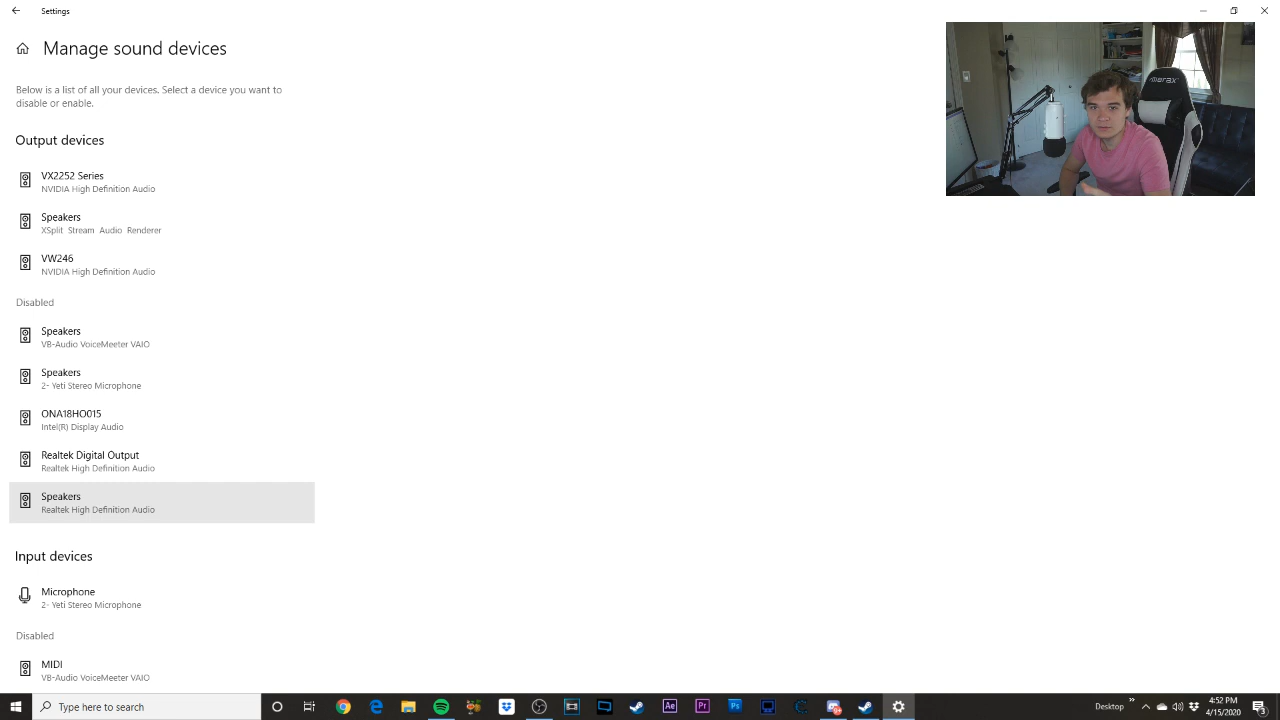 Settings
Manage sound devices
Below is a list of all your devices. Select a device you want to
disable or enable.
Output devices
VX2252 Series
NVIDIA High Definition Audio
Speakers
XSplit Stream Audio Renderer
VW246
NVIDIA High Definition Audio
Disabled
Speakers
VB-Audio VoiceMeeter VAIO
Speakers
2- Yeti Stereo Microphone
ONA18HO015
Intel(R) Display Audio
Realtek Digital Output
Realtek High Definition Audio
Speakers
Realtek High Definition Audio
Input devices
Microphone
2- Yeti Stereo Microphone
Disabled
MIDI
VB-Audio VoiceMeeter VAIO
Type here to search
Ae
Pr
Ps
Desktop
4:52 PM
4/15/2020
3